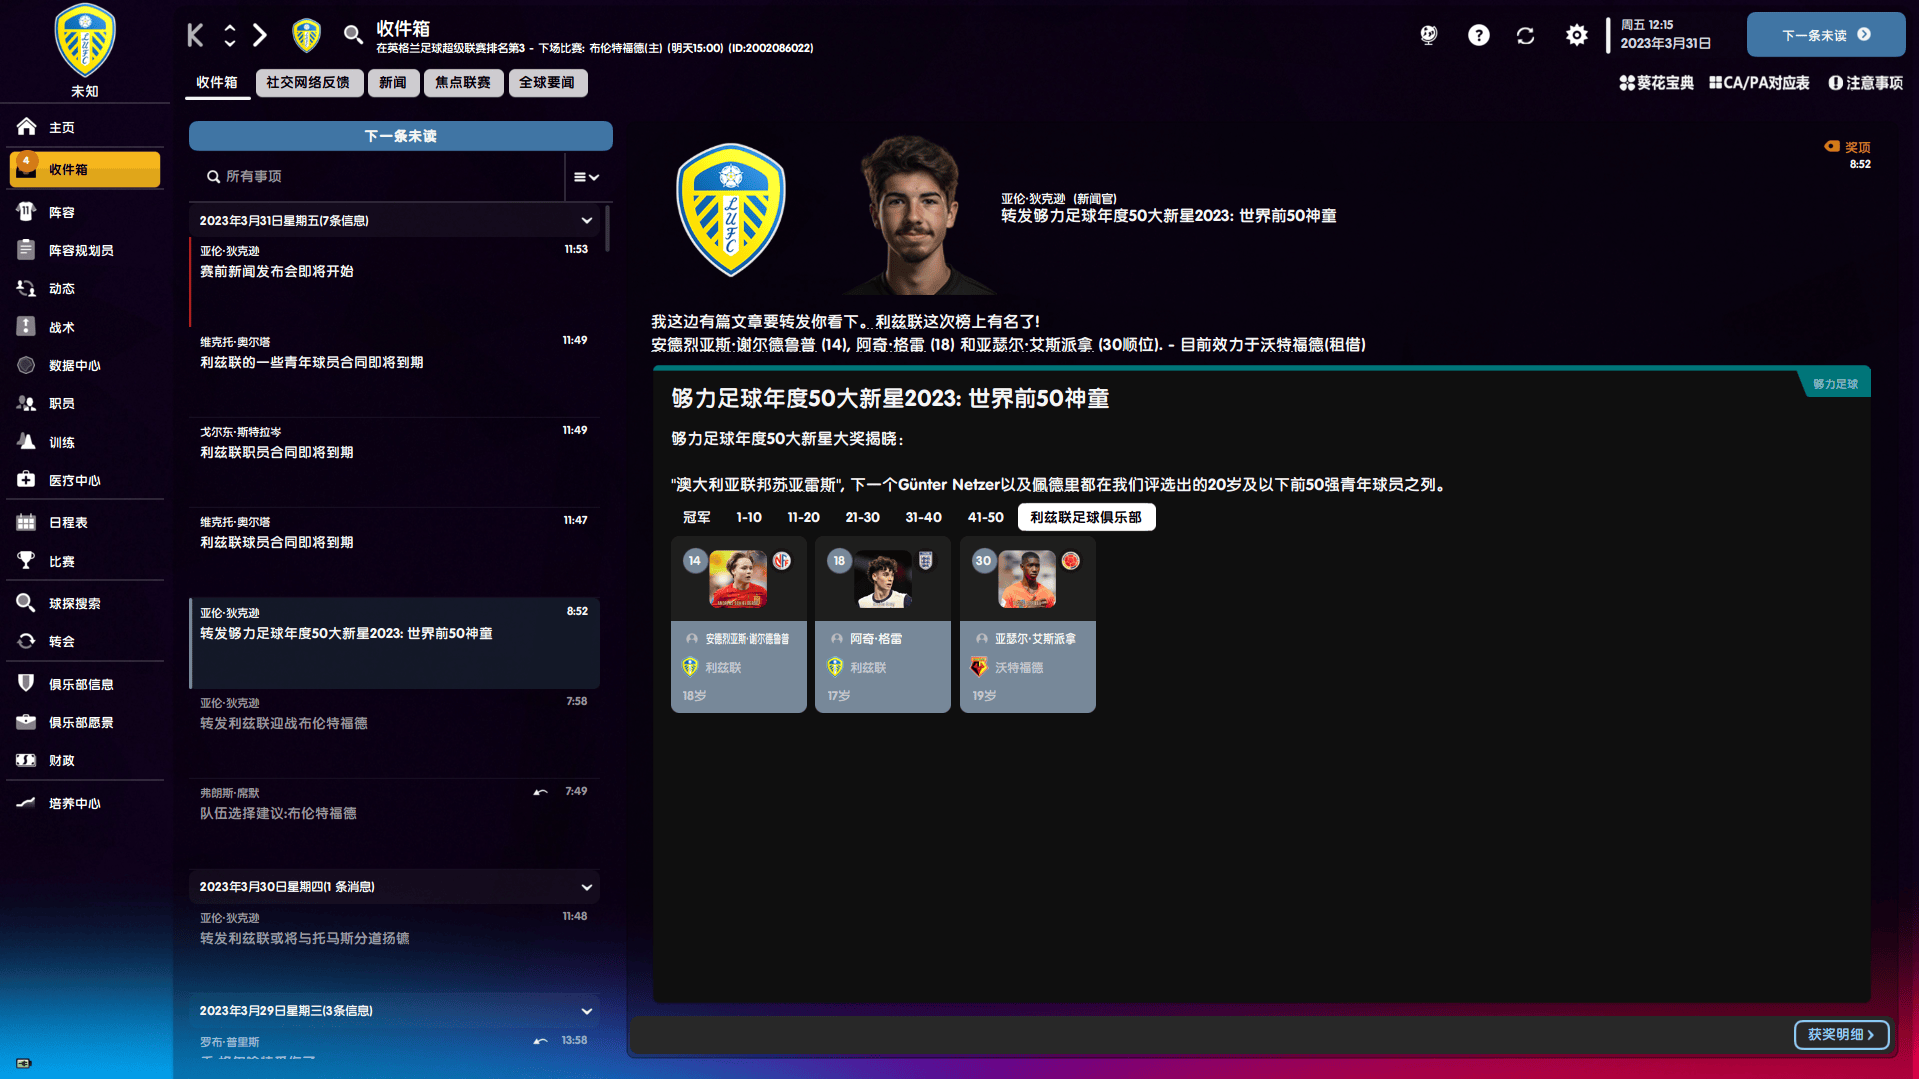 未知
主页
4
收件箱
阵容
阵容规划员
动态
战术
数据中心
职员
训练
医疗中心
日程表
比赛
球探搜索
转会
俱乐部信息
俱乐部愿景
财政
培养中心
收件箱
在英格兰足球超级联赛排名第3 - 下场比赛: 布伦特福德(主) (明天15:00) (ID:2002086022)
周五 12:15
2023年3月31日
下一条未读
收件箱
社交网络反馈
新闻
焦点联赛
全球要闻
葵花宝典
CA/PA对应表
注意事项
下一条未读
所有事项
2023年3月31日星期五(7条信息)
亚伦·狄克逊 11:53
赛前新闻发布会即将开始
维克托·奥尔塔 11:49
利兹联的一些青年球员合同即将到期
戈尔东·斯特拉岑 11:49
利兹联职员合同即将到期
维克托·奥尔塔 11:47
利兹联球员合同即将到期
亚伦·狄克逊 8:52
转发够力足球年度50大新星2023: 世界前50神童
亚伦·狄克逊 7:58
转发利兹联迎战布伦特福德
弗朗斯·席默 7:49
队伍选择建议:布伦特福德
2023年3月30日星期四(1 条消息)
亚伦·狄克逊 11:48
转发利兹联或将与托马斯分道扬镳
2023年3月29日星期三(3条信息)
罗布·普里斯 13:58
LUFC
奖项
8:52
亚伦·狄克逊 (新闻官)
转发够力足球年度50大新星2023: 世界前50神童
我这边有篇文章要转发你看下。利兹联这次榜上有名了!
安德烈亚斯·谢尔德鲁普 (14), 阿奇·格雷 (18) 和亚瑟尔·艾斯派拿 (30顺位). - 目前效力于沃特福德(租借)
够力足球
够力足球年度50大新星2023: 世界前50神童
够力足球年度50大新星大奖揭晓：
"澳大利亚联邦苏亚雷斯", 下一个Günter Netzer以及佩德里都在我们评选出的20岁及以下前50强青年球员之列。
冠军
1-10
11-20
21-30
31-40
41-50
利兹联足球俱乐部
14
安德烈亚斯·谢尔德鲁普
利兹联
18岁
18
阿奇·格雷
利兹联
17岁
30
亚瑟尔·艾斯派拿
沃特福德
19岁
获奖明细